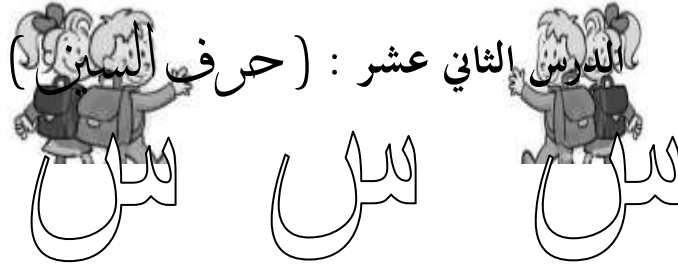 الدرس الثاني عشر : ( حرف السين )
س س س